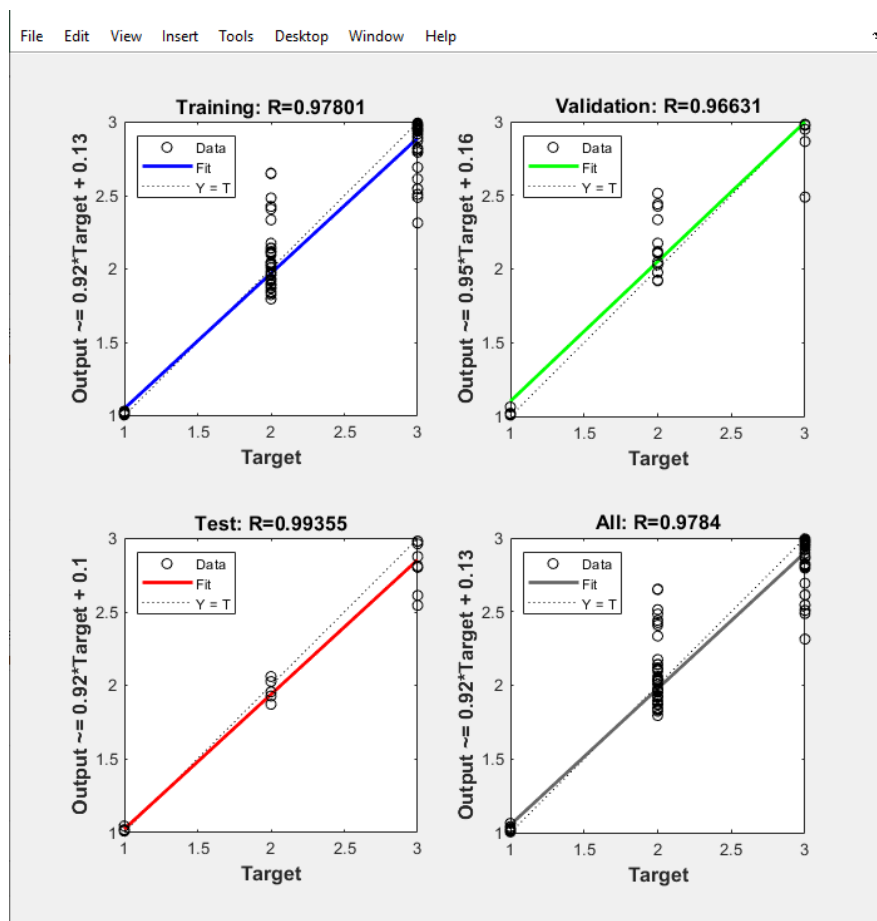 File Edit View Insert Tools Desktop Window Help
Training: R=0.97801
Output ~= 0.92*Target + 0.13
3
2.5
2
1.5
1
Data
Fit
Y = T
1 1.5 2 2.5 3
Target
Validation: R=0.96631
Output ~= 0.95*Target + 0.16
3
2.5
2
1.5
1
Data
Fit
Y = T
1 1.5 2 2.5 3
Target
Test: R=0.99355
Output ~= 0.92*Target + 0.1
3
2.5
2
1.5
1
Data
Fit
Y = T
1 1.5 2 2.5 3
Target
All: R=0.9784
Output ~= 0.92*Target + 0.13
3
2.5
2
1.5
1
Data
Fit
Y = T
1 1.5 2 2.5 3
Target